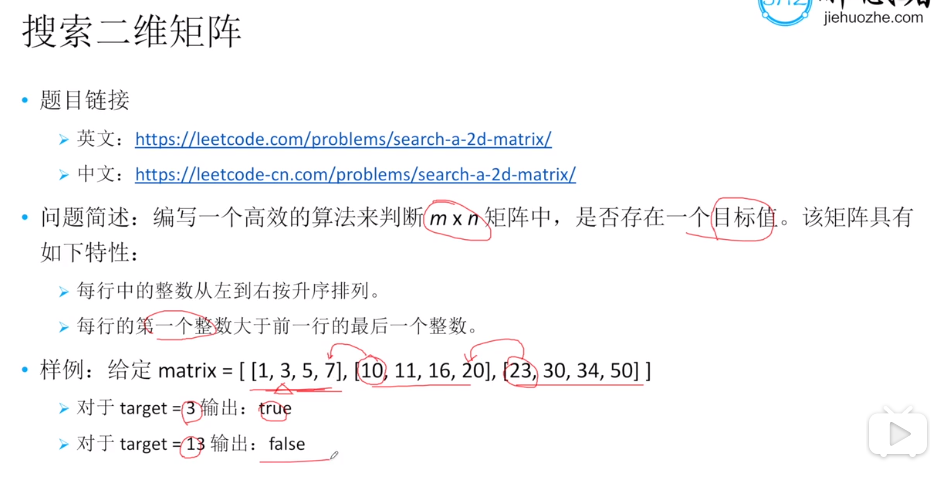 搜索二维矩阵
jiehuozhe.com
• 题目链接
➢ 英文：https://leetcode.com/problems/search-a-2d-matrix/
➢ 中文：https://leetcode-cn.com/problems/search-a-2d-matrix/
• 问题简述：编写一个高效的算法来判断 m x n 矩阵中，是否存在一个目标值。该矩阵具有
如下特性：
➢ 每行中的整数从左到右按升序排列。
➢ 每行的第一个整数大于前一行的最后一个整数。
• 样例：给定 matrix = [ [1, 3, 5, 7], [10, 11, 16, 20], [23, 30, 34, 50] ]
➢ 对于 target = 3 输出：true
➢ 对于 target = 13 输出：false